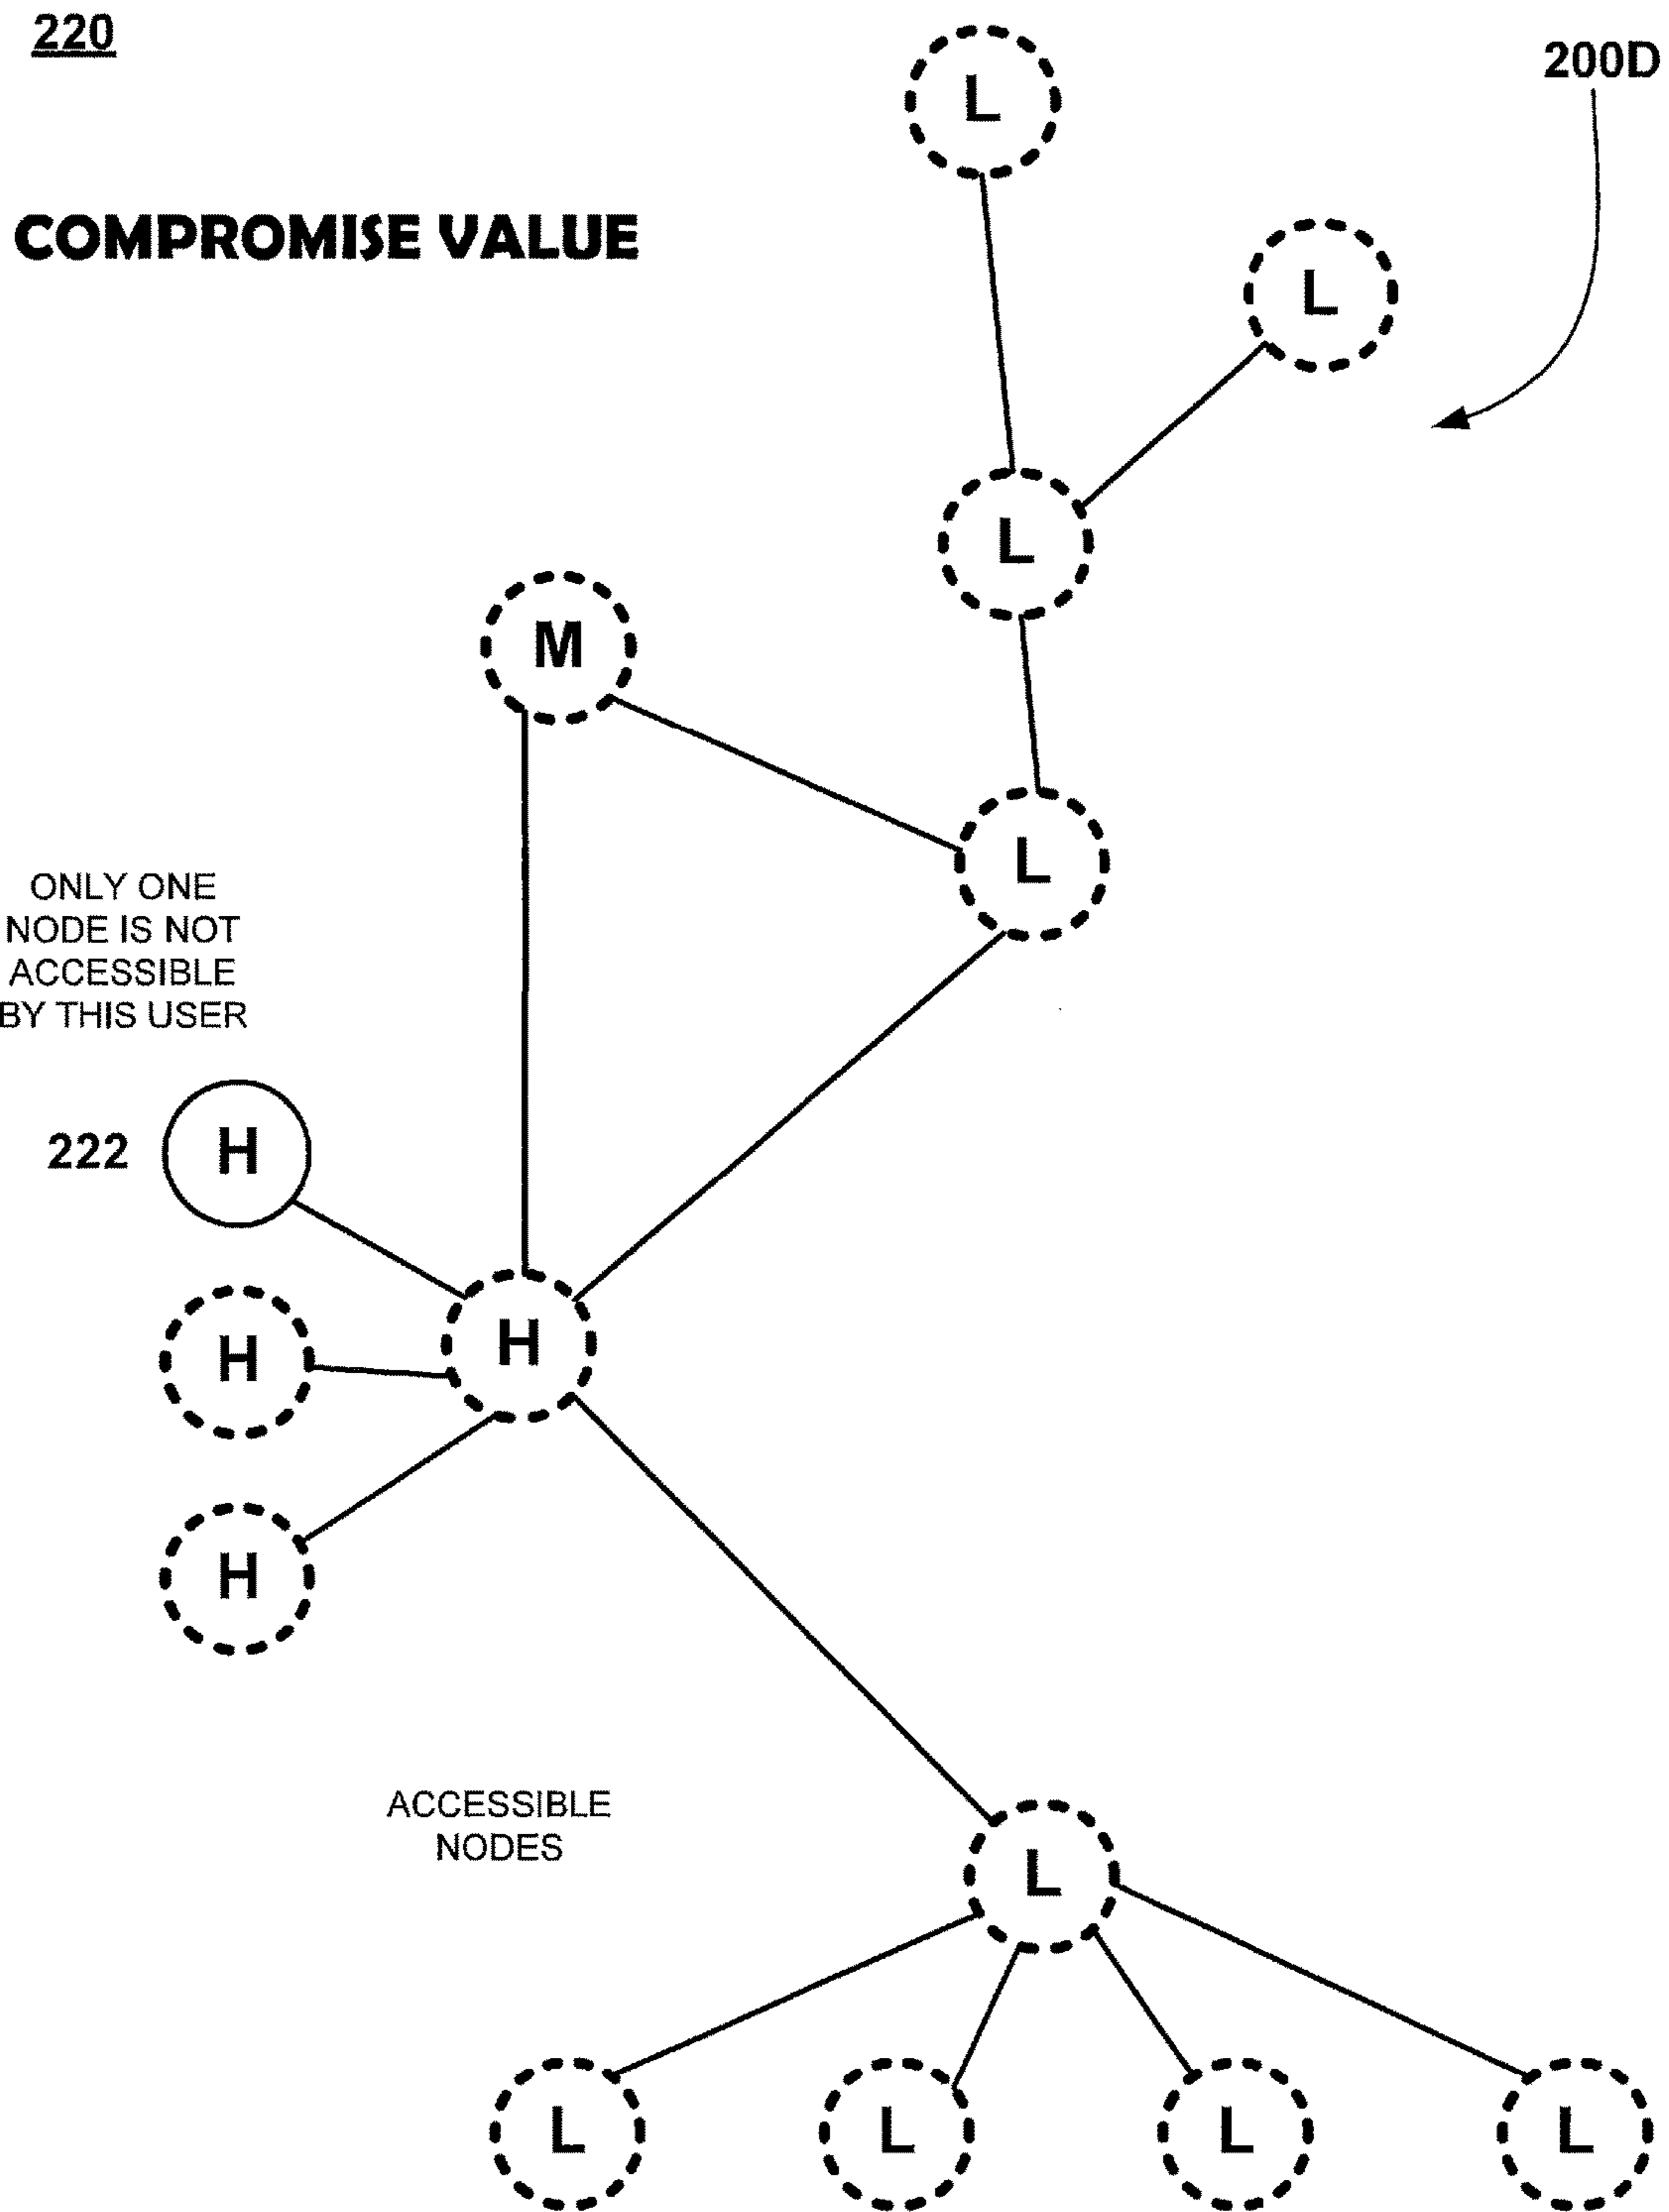 220
200D
L
COMPROMISE VALUE
L
L
M
L
ONLY ONE
NODE IS NOT
ACCESSIBLE
BY THIS USER
222
H
H
H
H
ACCESSIBLE
NODES
L
L
L
L
L